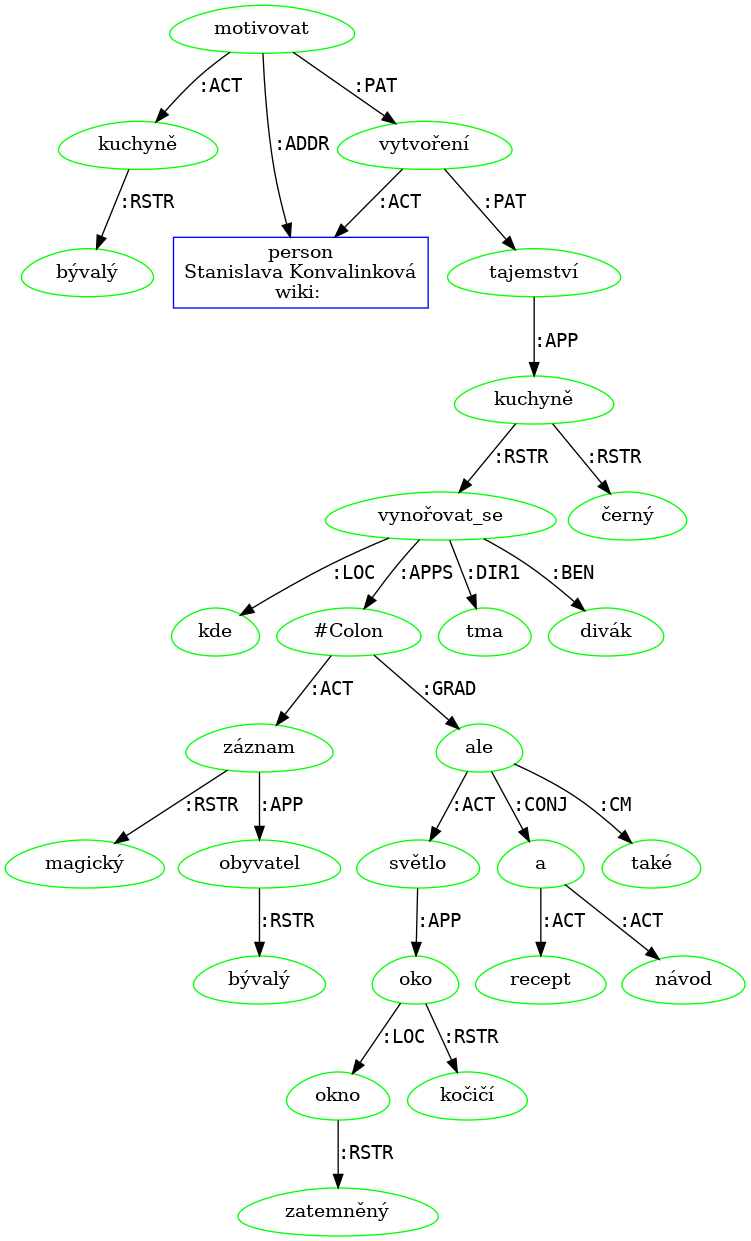 motivovat
:ACT
:PAT
:ADDR
kuchyně
vytvoření
:RSTR
:ACT
:PAT
bývalý
person
Stanislava Konvalinková
wiki:
tajemství
:APP
kuchyně
:RSTR
:RSTR
vynořovat_se
černý
:LOC
:APPS
:DIR1
:BEN
kde
#Colon
tma
divák
:ACT
:GRAD
záznam
ale
:RSTR
:APP
:ACT
:CONJ
:CM
magický
obyvatel
světlo
a
také
:RSTR
:APP
:ACT
:ACT
bývalý
oko
recept
návod
:LOC
:RSTR
okno
kočičí
:RSTR
zatemněný